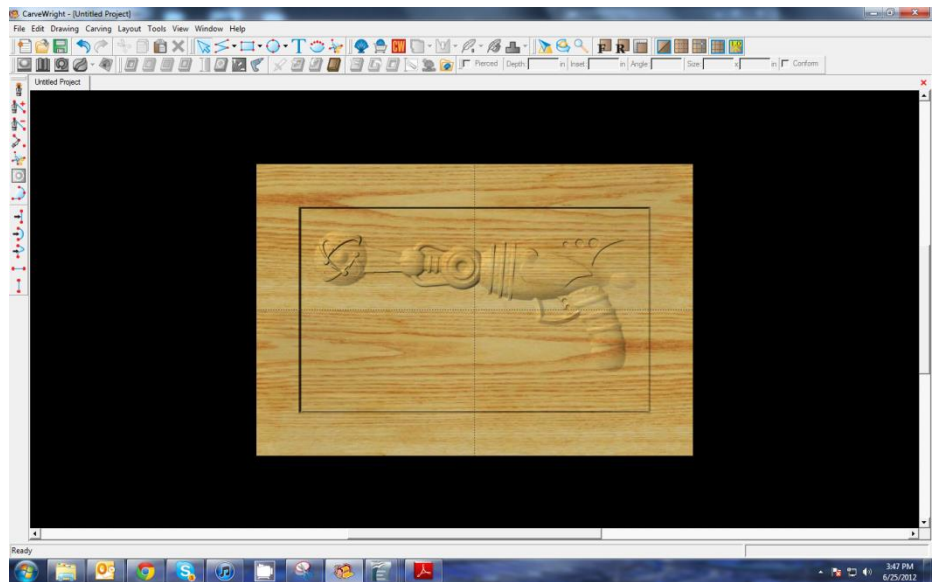 CarveWright - [Untitled Project]
File Edit Drawing Carving Layout Tools View Window Help
T CW F R
Pierced Depth in Inset: in Angle Size x in Conform
Untitled Project
Ready
3:47 PM
6/25/2012